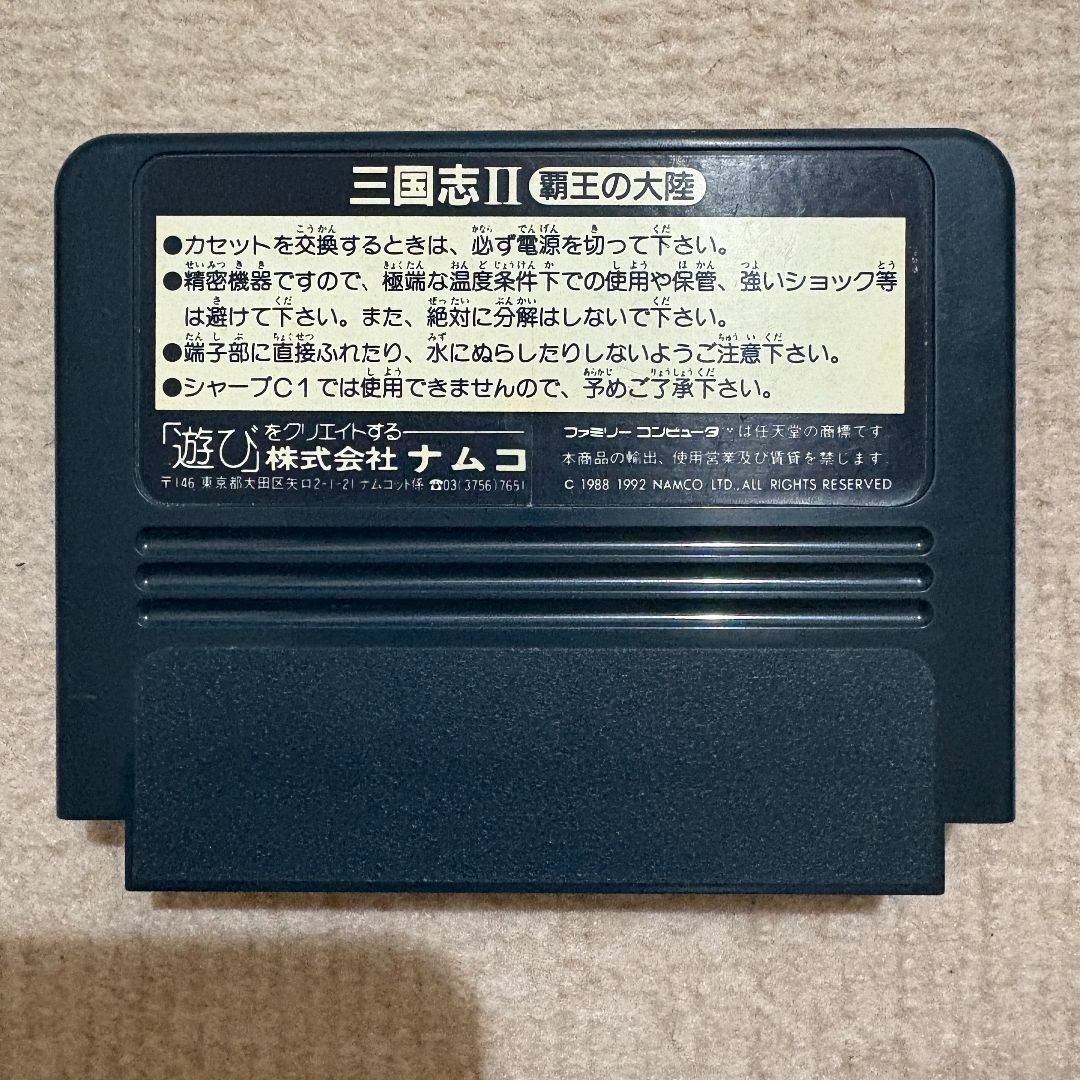 三国志II 覇王の大陸
●カセットを交換するときは、必ず電源を切って下さい。
●精密機器ですので、極端な温度条件下での使用や保管、強いショック等
は避けて下さい。また、絶対に分解はしないで下さい。
●端子部に直接ふれたり、水にぬらしたりしないようご注意下さい。
●シャープC1では使用できませんので、予めご了承下さい。
「遊び」をクリエイトする
株式会社ナムコ
〒146 東京都大田区矢口2-1-21 ナムコット係 ☎03(3756)7651
ファミリーコンピュータ™は任天堂の商標です
本商品の輸出、使用営業及び賃貸を禁じます。
© 1988 1992 NAMCO LTD., ALL RIGHTS RESERVED